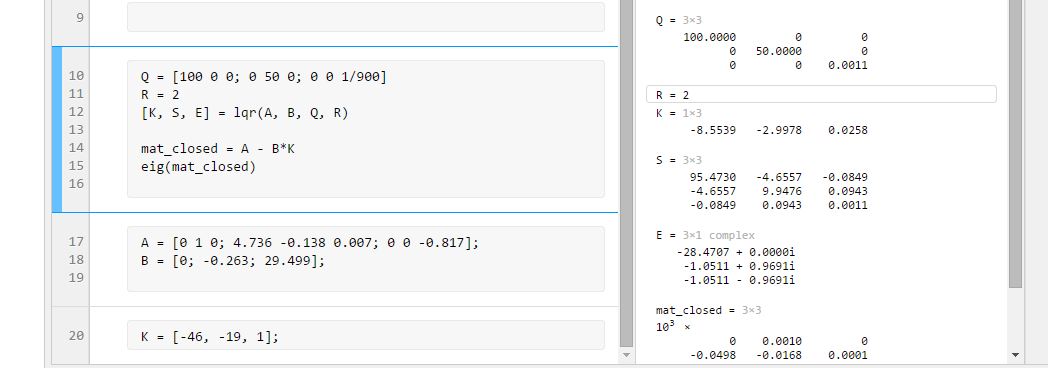 9
10 Q = [100 0 0; 0 50 0; 0 0 1/900]
11 R = 2
12 [K, S, E] = lqr(A, B, Q, R)
13
14 mat_closed = A - B*K
15 eig(mat_closed)
16
17 A = [0 1 0; 4.736 -0.138 0.007; 0 0 -0.817];
18 B = [0; -0.263; 29.499];
19
20 K = [-46, -19, 1];
Q = 3×3
100.0000 0 0
0 50.0000 0
0 0 0.0011
R = 2
K = 1×3
-8.5539 -2.9978 0.0258
S = 3×3
95.4730 -4.6557 -0.0849
-4.6557 9.9476 0.0943
-0.0849 0.0943 0.0011
E = 3×1 complex
-28.4707 + 0.0000i
-1.0511 + 0.9691i
-1.0511 - 0.9691i
mat_closed = 3×3
10³ ×
0 0.0010 0
-0.0498 -0.0168 0.0001